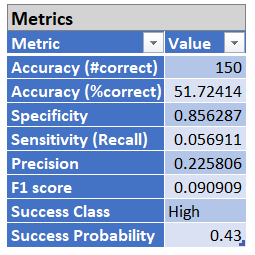 Metrics
Metric Value
Accuracy (#correct) 150
Accuracy (%correct) 51.72414
Specificity 0.856287
Sensitivity (Recall) 0.056911
Precision 0.225806
F1 score 0.090909
Success Class High
Success Probability 0.43